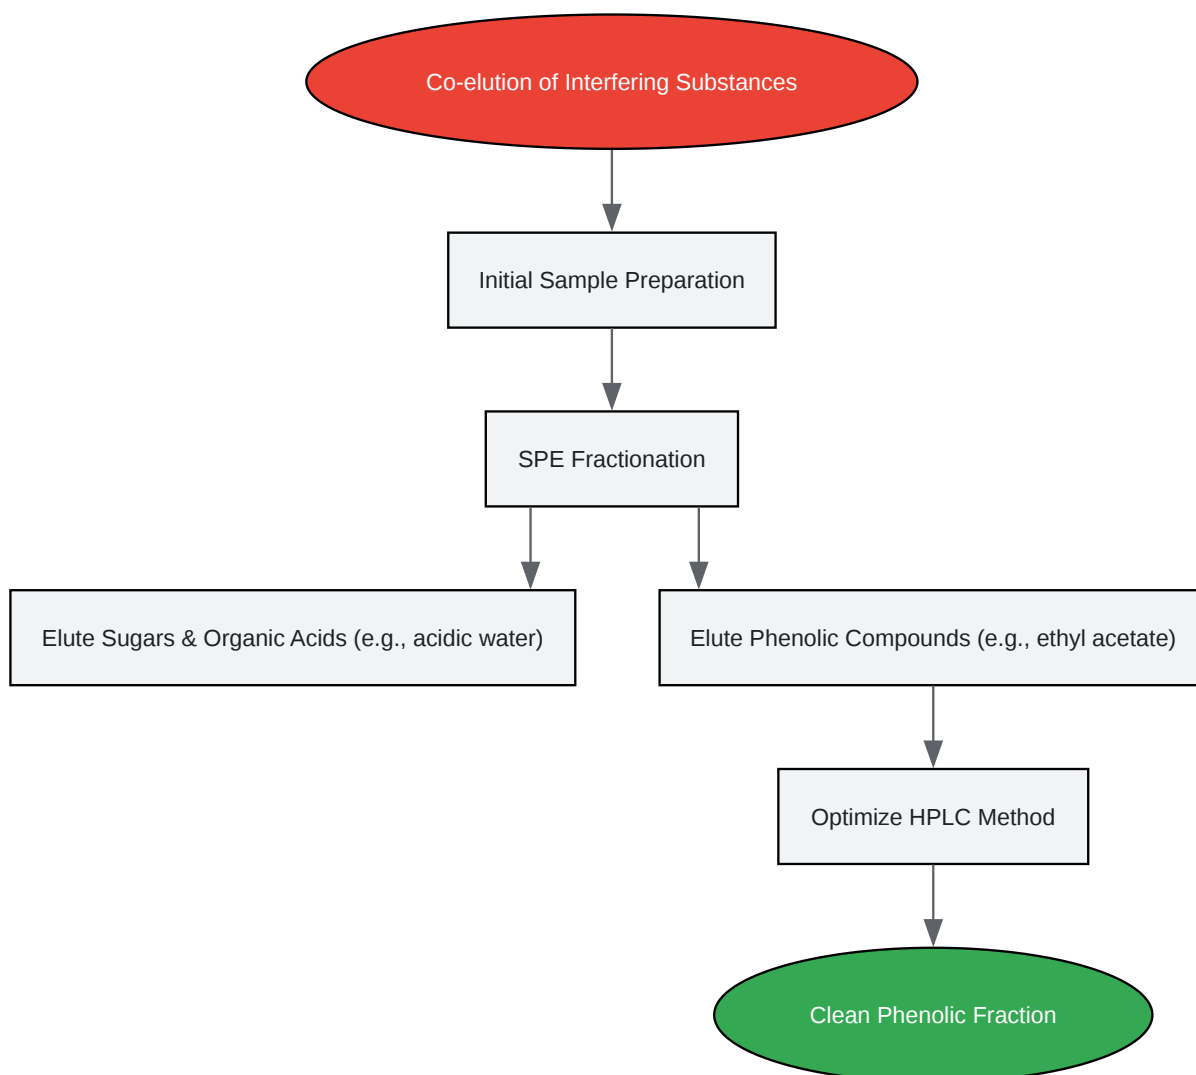 Co-elution of Interfering Substances
Initial Sample Preparation
SPE Fractionation
Elute Sugars & Organic Acids (e.g., acidic water)
Elute Phenolic Compounds (e.g., ethyl acetate)
Optimize HPLC Method
Clean Phenolic Fraction